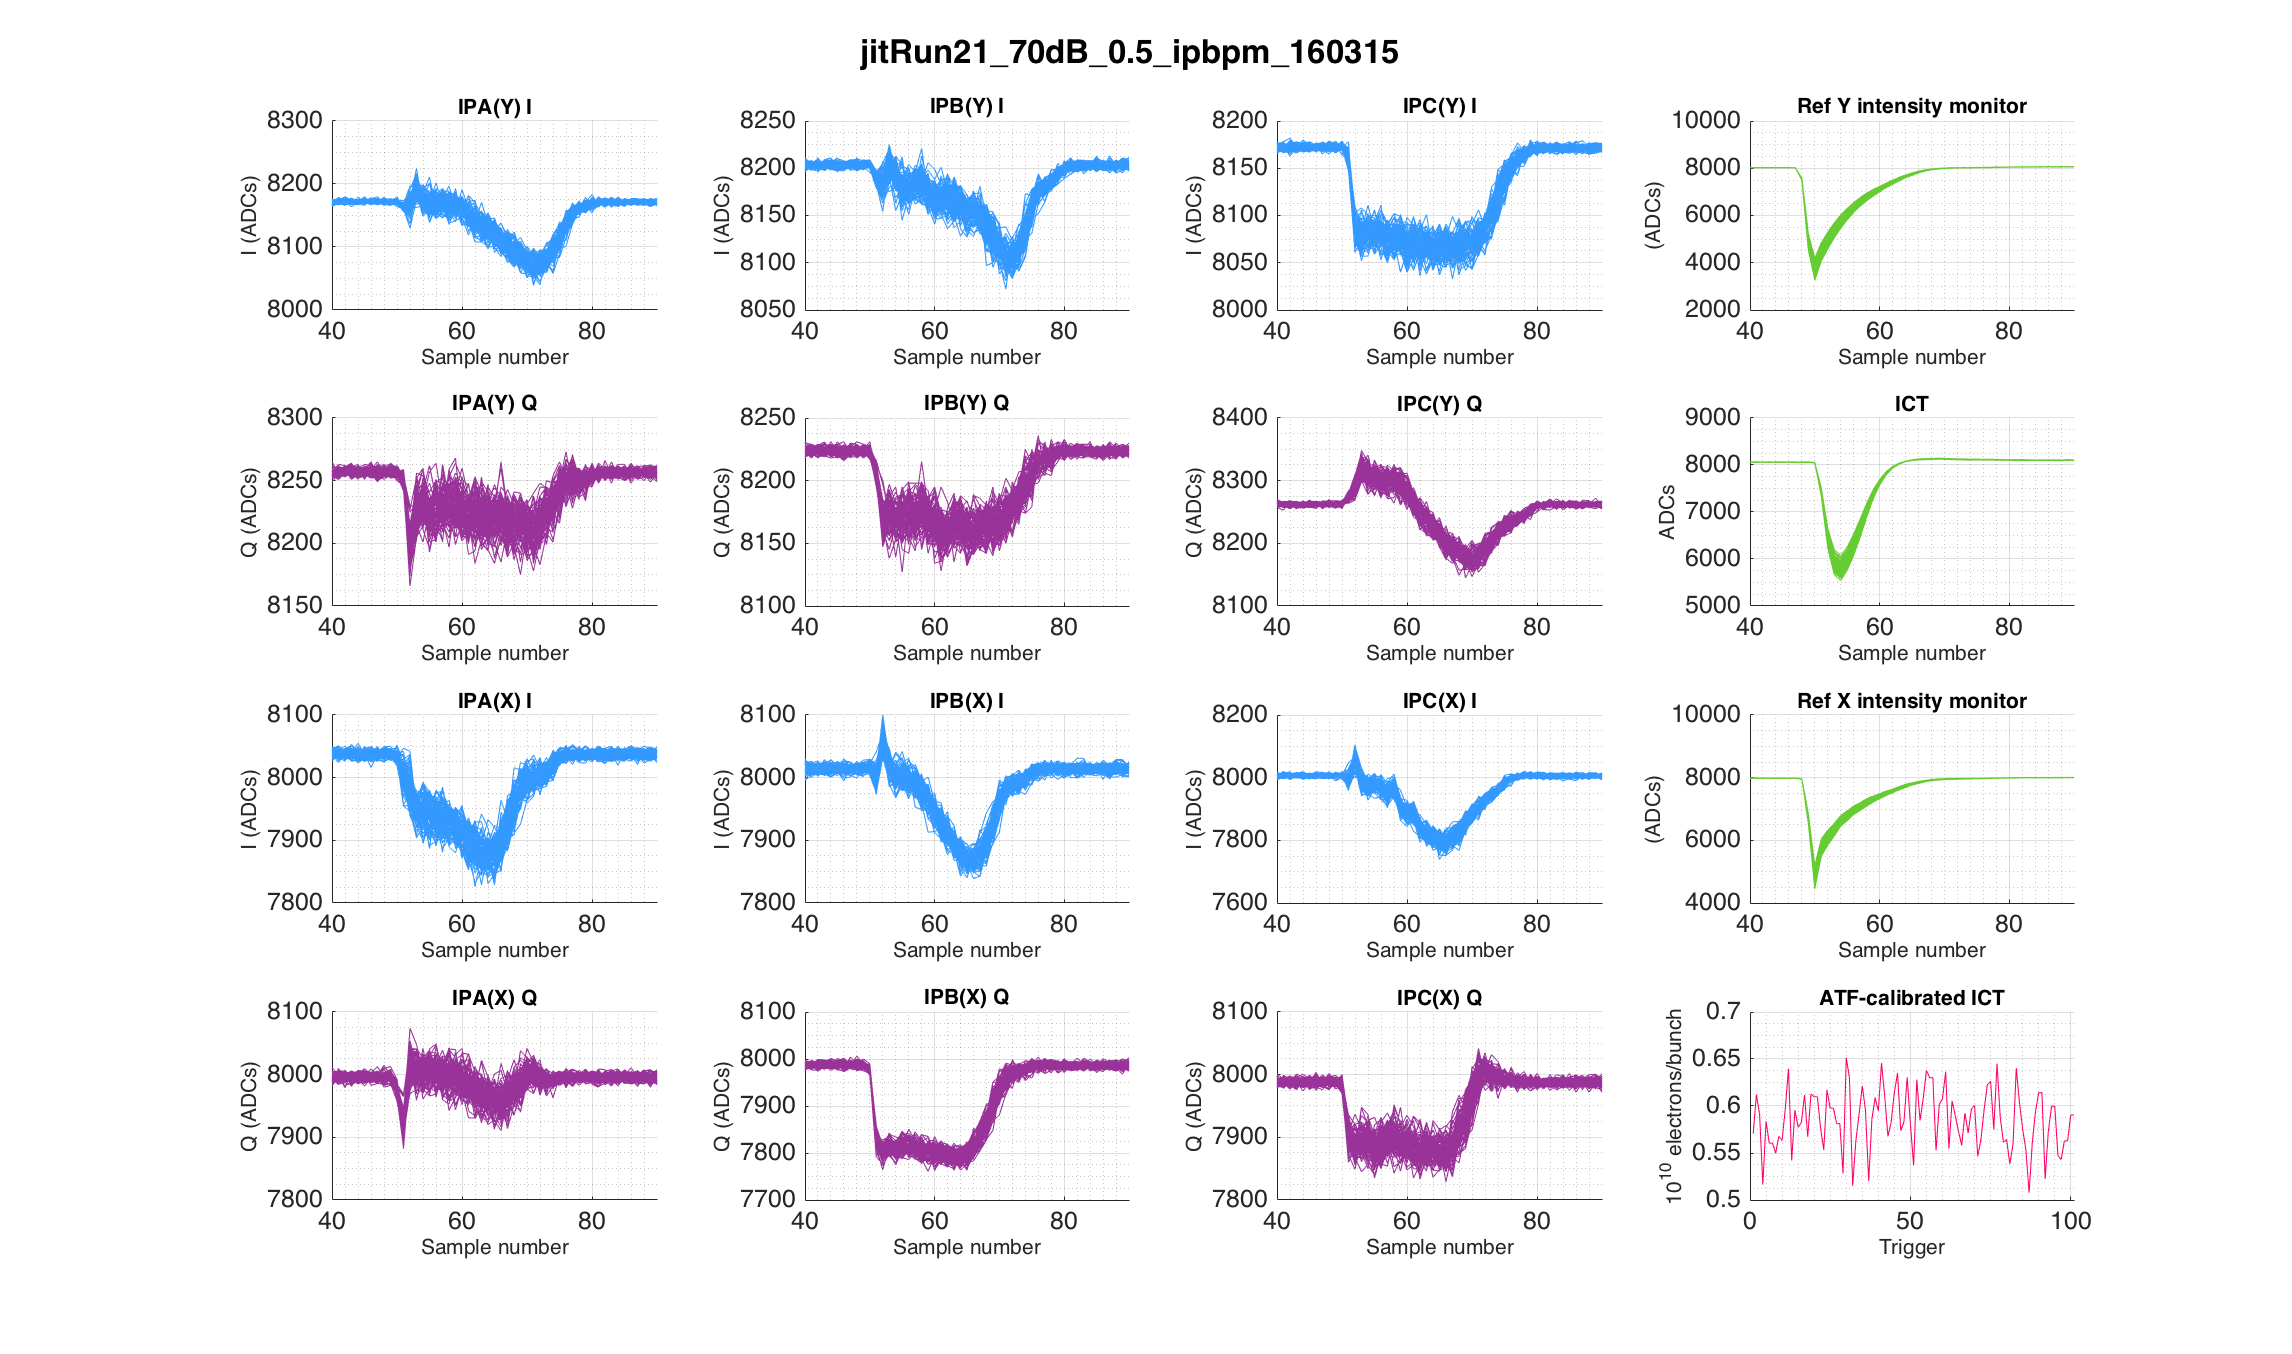 jitRun21_70dB_0.5_ipbpm_160315
IPA(Y) I
8300
8200
8100
8000
I (ADCs)
40 60 80
Sample number
IPB(Y) I
8250
8200
8150
8100
8050
I (ADCs)
40 60 80
Sample number
IPC(Y) I
8200
8150
8100
8050
8000
I (ADCs)
40 60 80
Sample number
Ref Y intensity monitor
10000
8000
6000
4000
2000
(ADCs)
40 60 80
Sample number
IPA(Y) Q
8300
8250
8200
8150
Q (ADCs)
40 60 80
Sample number
IPB(Y) Q
8250
8200
8150
8100
Q (ADCs)
40 60 80
Sample number
IPC(Y) Q
8400
8300
8200
8100
Q (ADCs)
40 60 80
Sample number
ICT
9000
8000
7000
6000
5000
ADCs
40 60 80
Sample number
IPA(X) I
8100
8000
7900
7800
I (ADCs)
40 60 80
Sample number
IPB(X) I
8100
8000
7900
7800
I (ADCs)
40 60 80
Sample number
IPC(X) I
8200
8000
7800
7600
I (ADCs)
40 60 80
Sample number
Ref X intensity monitor
10000
8000
6000
4000
(ADCs)
40 60 80
Sample number
IPA(X) Q
8100
8000
7900
7800
Q (ADCs)
40 60 80
Sample number
IPB(X) Q
8100
8000
7900
7800
7700
Q (ADCs)
40 60 80
Sample number
IPC(X) Q
8100
8000
7900
7800
Q (ADCs)
40 60 80
Sample number
ATF-calibrated ICT
0.7
0.65
0.6
0.55
0.5
10^10 electrons/bunch
0 50 100
Trigger